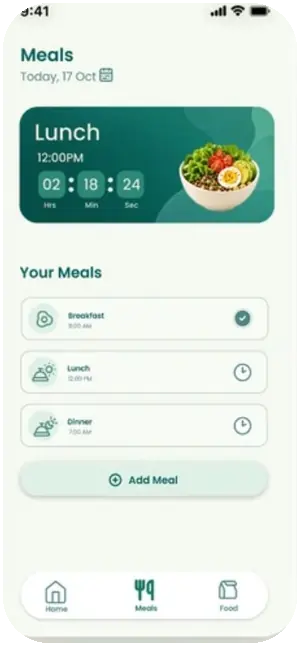 9:41
Meals
Today, 17 Oct
Lunch
12:00PM
02 : 18 : 24
Hrs Min Sec
Your Meals
Breakfast
8:00 AM
Lunch
12:00 PM
Dinner
7:00 AM
Add Meal
Home Meals Food